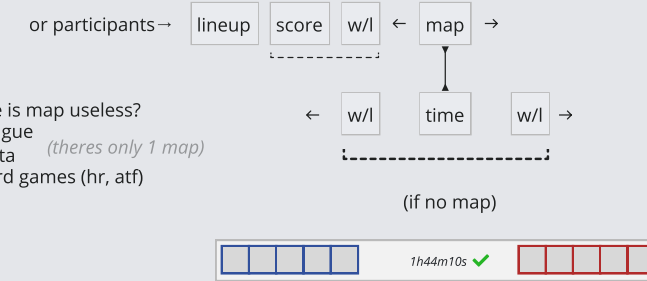 or participants→ lineup score w/l ← map →
e is map useless?
← w/l time w/l →
gue
(theres only 1 map)
ta
rd games (hr, atf)
(if no map)
1h44m10s